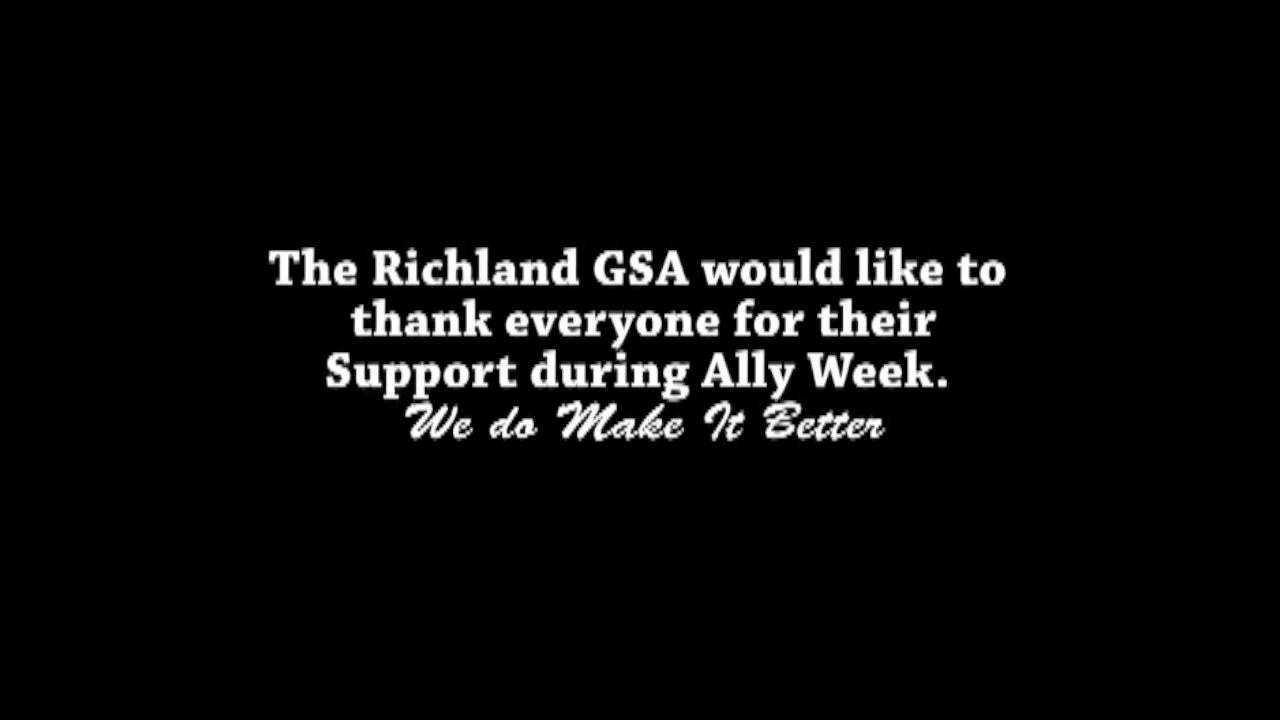 The Richland GSA would like to
thank everyone for their
Support during Ally Week.
We do Make It Better